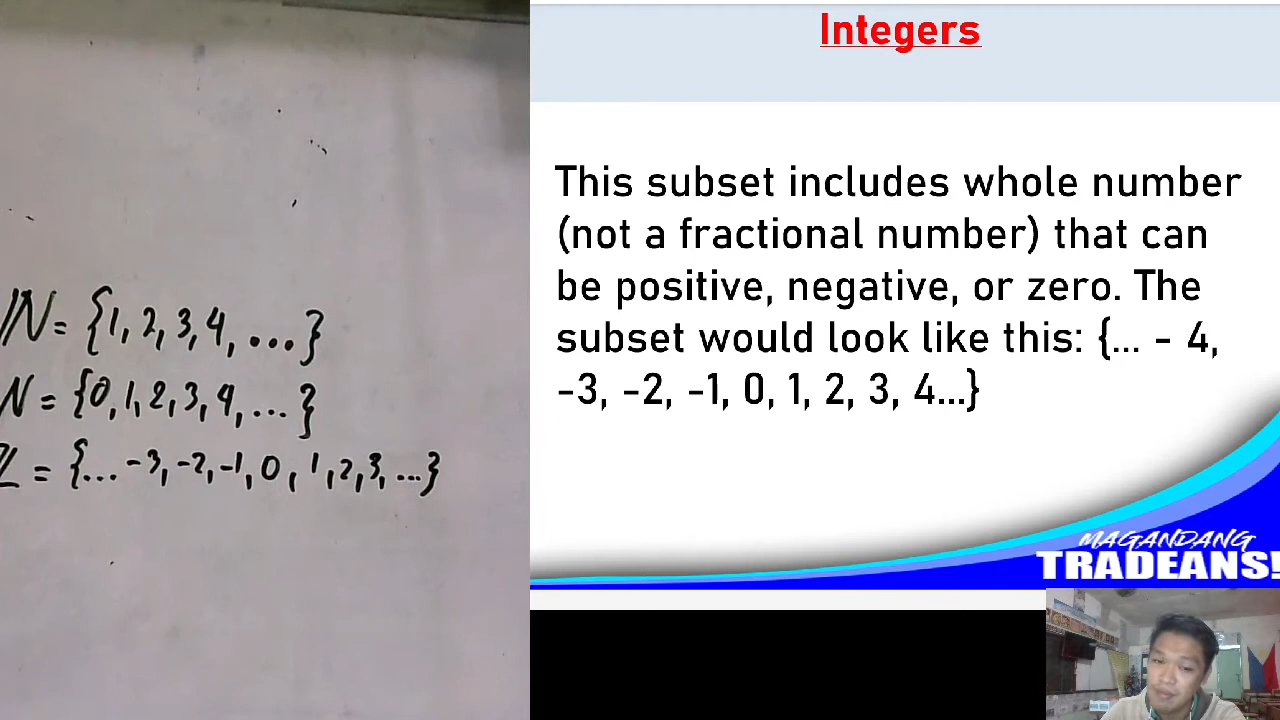 IN = {1, 2, 3, 4, ...}
W = {0, 1, 2, 3, 4, ...}
Z = {... -3, -2, -1, 0, 1, 2, 3, ...}
Integers
This subset includes whole number
(not a fractional number) that can
be positive, negative, or zero. The
subset would look like this: {... - 4,
-3, -2, -1, 0, 1, 2, 3, 4...}
MAGANDANG
TRADEANS!